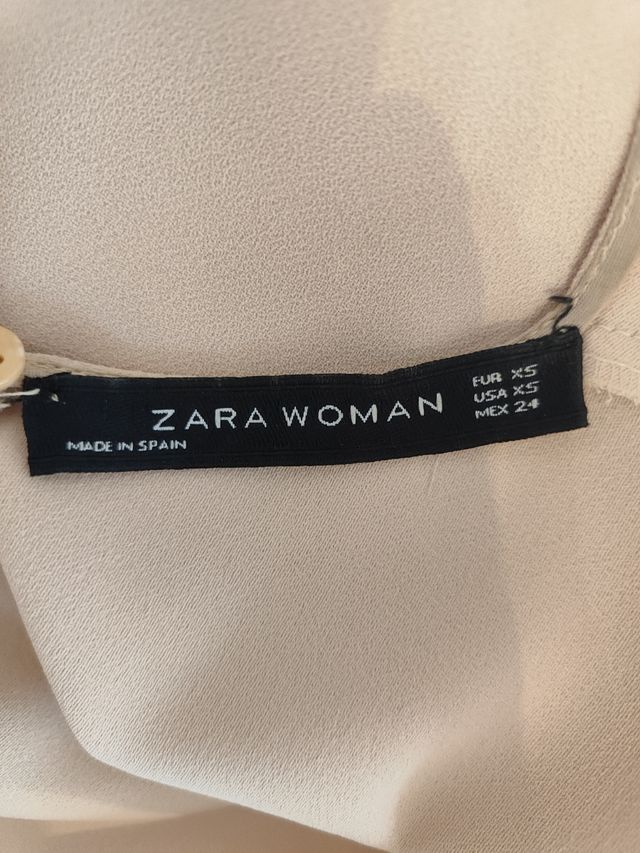 ZARA WOMAN
MADE IN SPAIN
EUR XS
USA XS
MEX 24